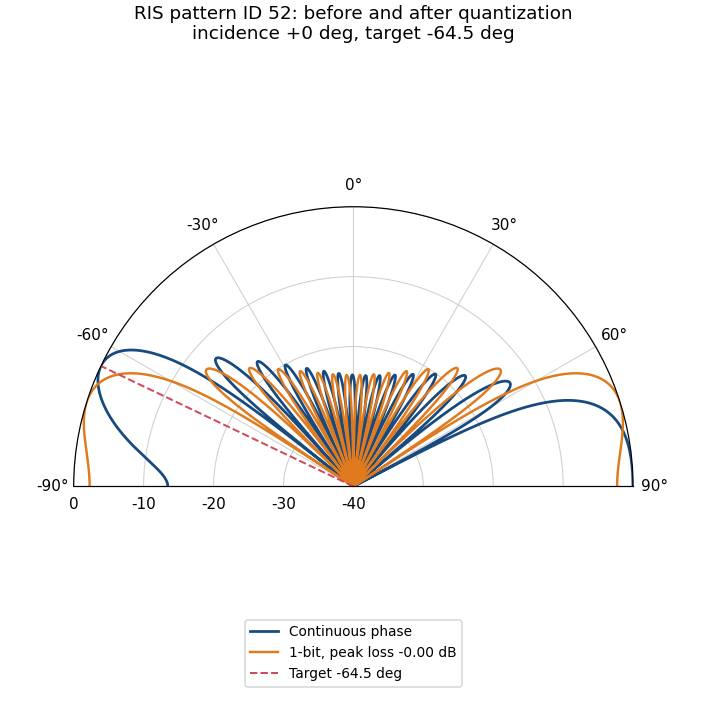 RIS pattern ID 52: before and after quantization
incidence +0 deg, target -64.5 deg
0°
-30°
30°
-60°
60°
-90°
90°
0
-10
-20
-30
-40
Continuous phase
1-bit, peak loss -0.00 dB
Target -64.5 deg